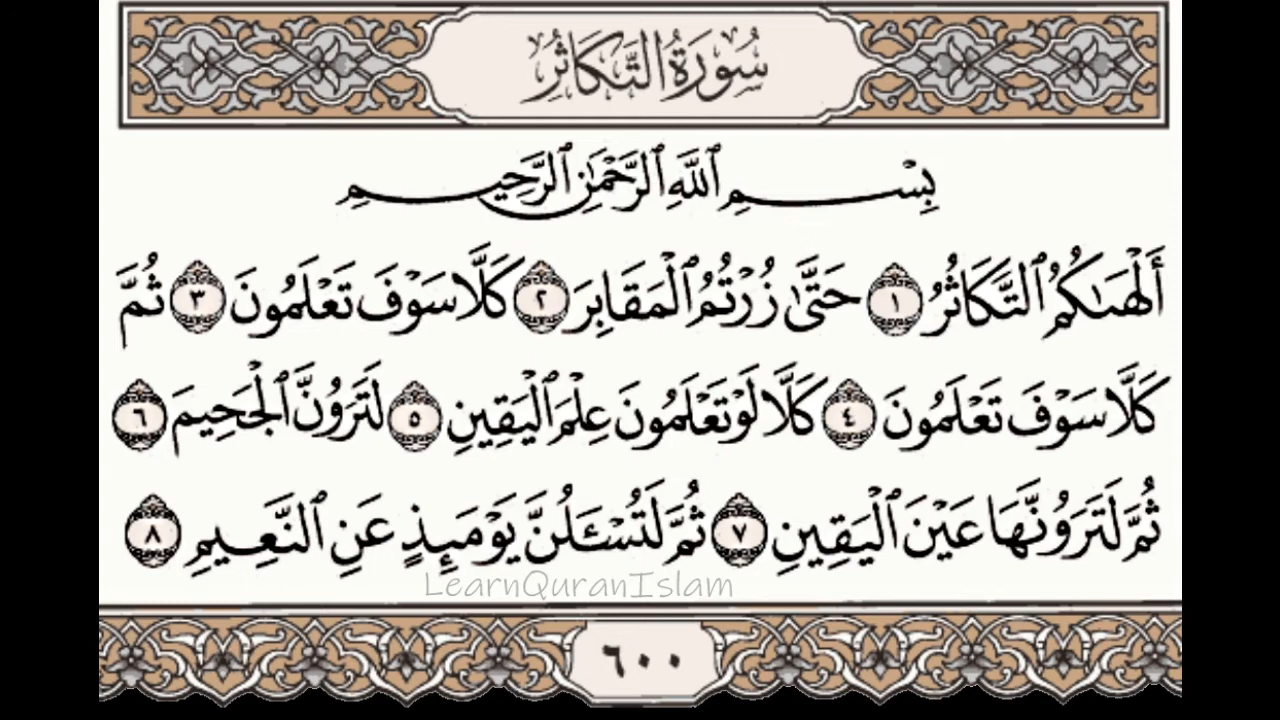 سُورَةُ التَّكَاثُرِ
بِسْمِ ٱللَّهِ ٱلرَّحْمَٰنِ ٱلرَّحِيمِ
أَلْهَىٰكُمُ ٱلتَّكَاثُرُ ١ حَتَّىٰ زُرْتُمُ ٱلْمَقَابِرَ ٢ كَلَّا سَوْفَ تَعْلَمُونَ ٣ ثُمَّ
كَلَّا سَوْفَ تَعْلَمُونَ ٤ كَلَّا لَوْ تَعْلَمُونَ عِلْمَ ٱلْيَقِينِ ٥ لَتَرَوُنَّ ٱلْجَحِيمَ ٦
ثُمَّ لَتَرَوُنَّهَا عَيْنَ ٱلْيَقِينِ ٧ ثُمَّ لَتُسْـَٔلُنَّ يَوْمَئِذٍ عَنِ ٱلنَّعِيمِ ٨
LearnQuranIslam
٦٠٠